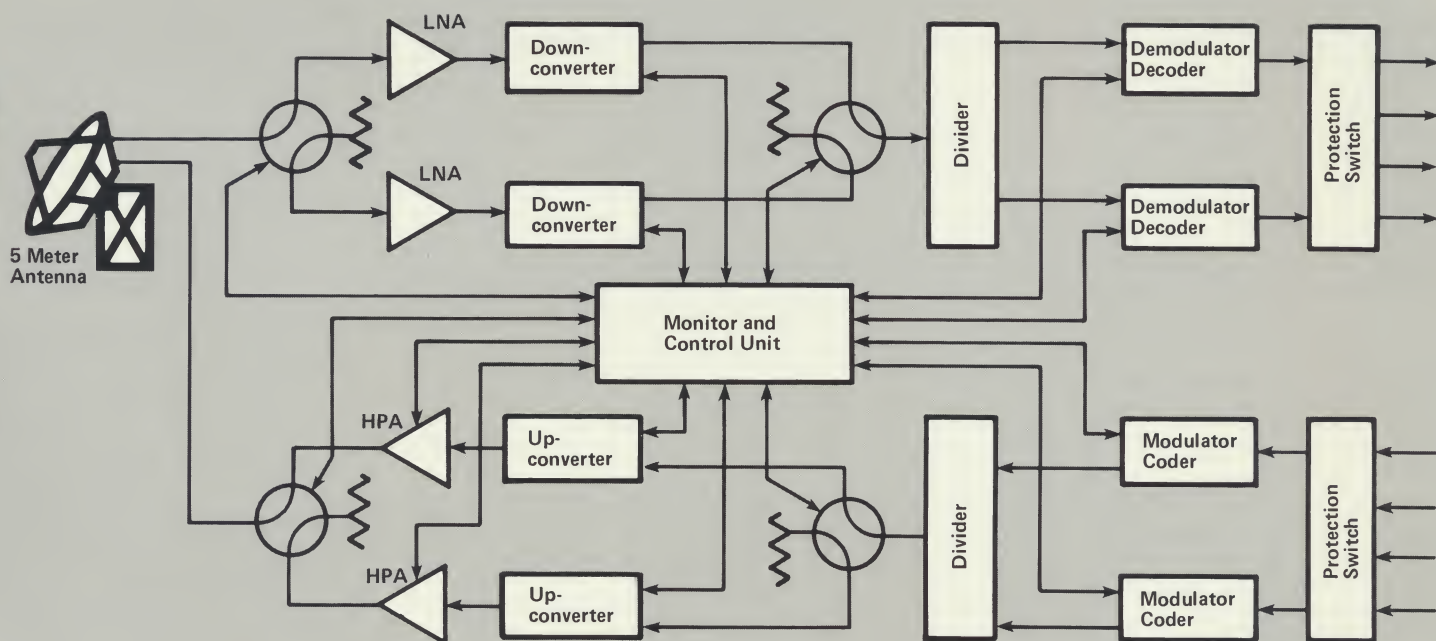 LNA
Down-
converter
Divider
Demodulator
Decoder
Protection
Switch
LNA
Down-
converter
Demodulator
Decoder
5 Meter
Antenna
Monitor and
Control Unit
HPA
Up-
converter
Divider
Modulator
Coder
Protection
Switch
HPA
Up-
converter
Modulator
Coder